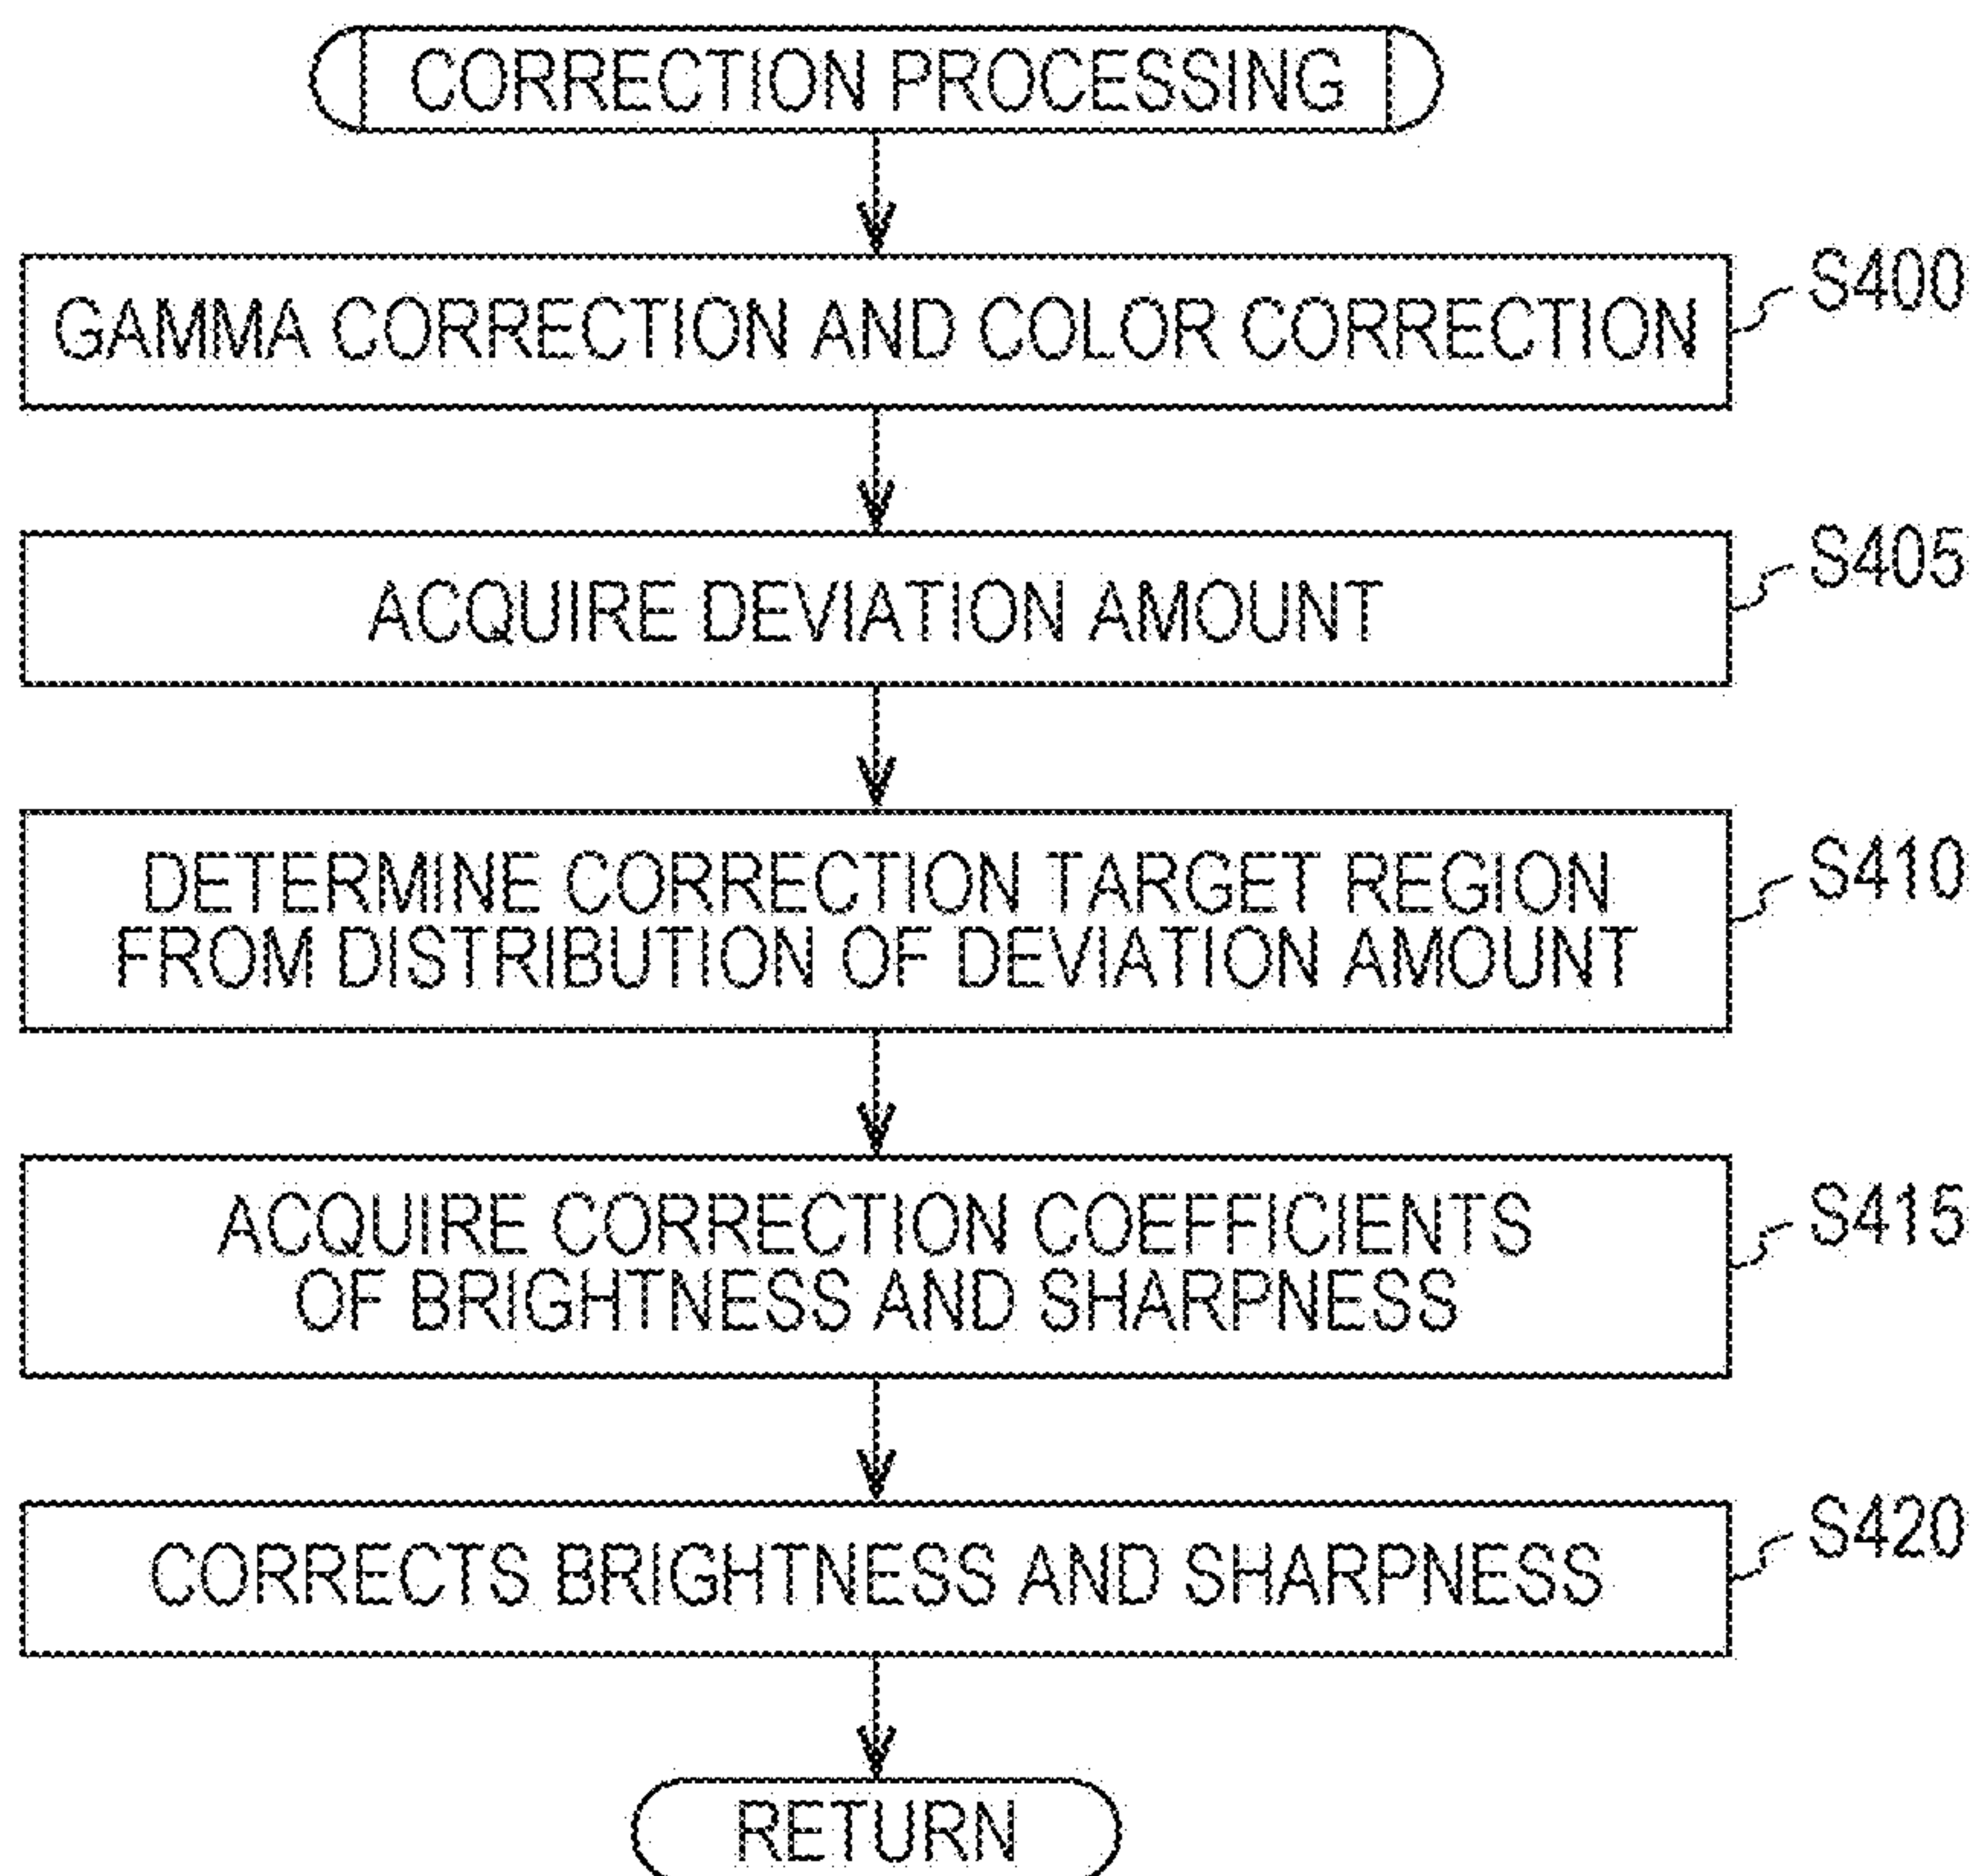 CORRECTION PROCESSING
GAMMA CORRECTION AND COLOR CORRECTION
S400
ACQUIRE DEVIATION AMOUNT
S405
DETERMINE CORRECTION TARGET REGION
FROM DISTRIBUTION OF DEVIATION AMOUNT
S410
ACQUIRE CORRECTION COEFFICIENTS
OF BRIGHTNESS AND SHARPNESS
S415
CORRECTS BRIGHTNESS AND SHARPNESS
S420
RETURN